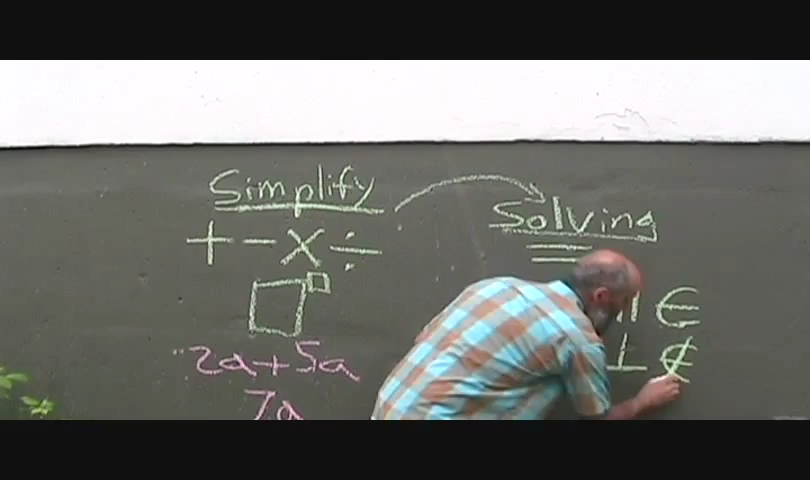 Simplify
Solving
+ - × ÷
=
□^□
∈
2a+5a
⊥ ∉
7a